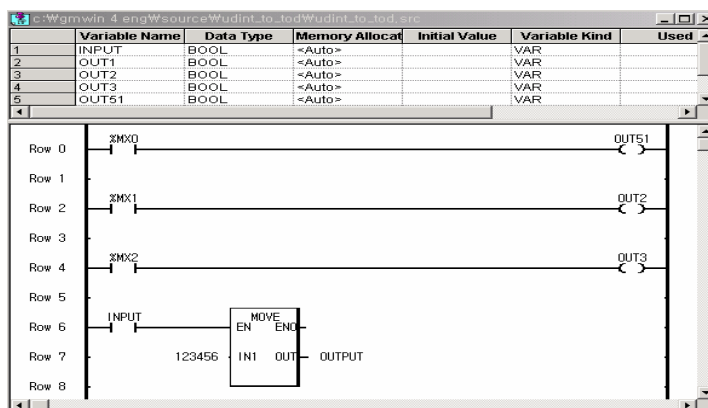 c:₩gmwin 4 eng₩source₩udint_to_tod₩udint_to_tod.src
Variable Name Data Type Memory Allocat Initial Value Variable Kind Used
1 INPUT BOOL <Auto> VAR
2 OUT1 BOOL <Auto> VAR
3 OUT2 BOOL <Auto> VAR
4 OUT3 BOOL <Auto> VAR
5 OUT51 BOOL <Auto> VAR
%MX0 OUT51
Row 0
Row 1
%MX1 OUT2
Row 2
Row 3
%MX2 OUT3
Row 4
Row 5
INPUT MOVE
Row 6 EN ENO
Row 7 123456 IN1 OUT OUTPUT
Row 8